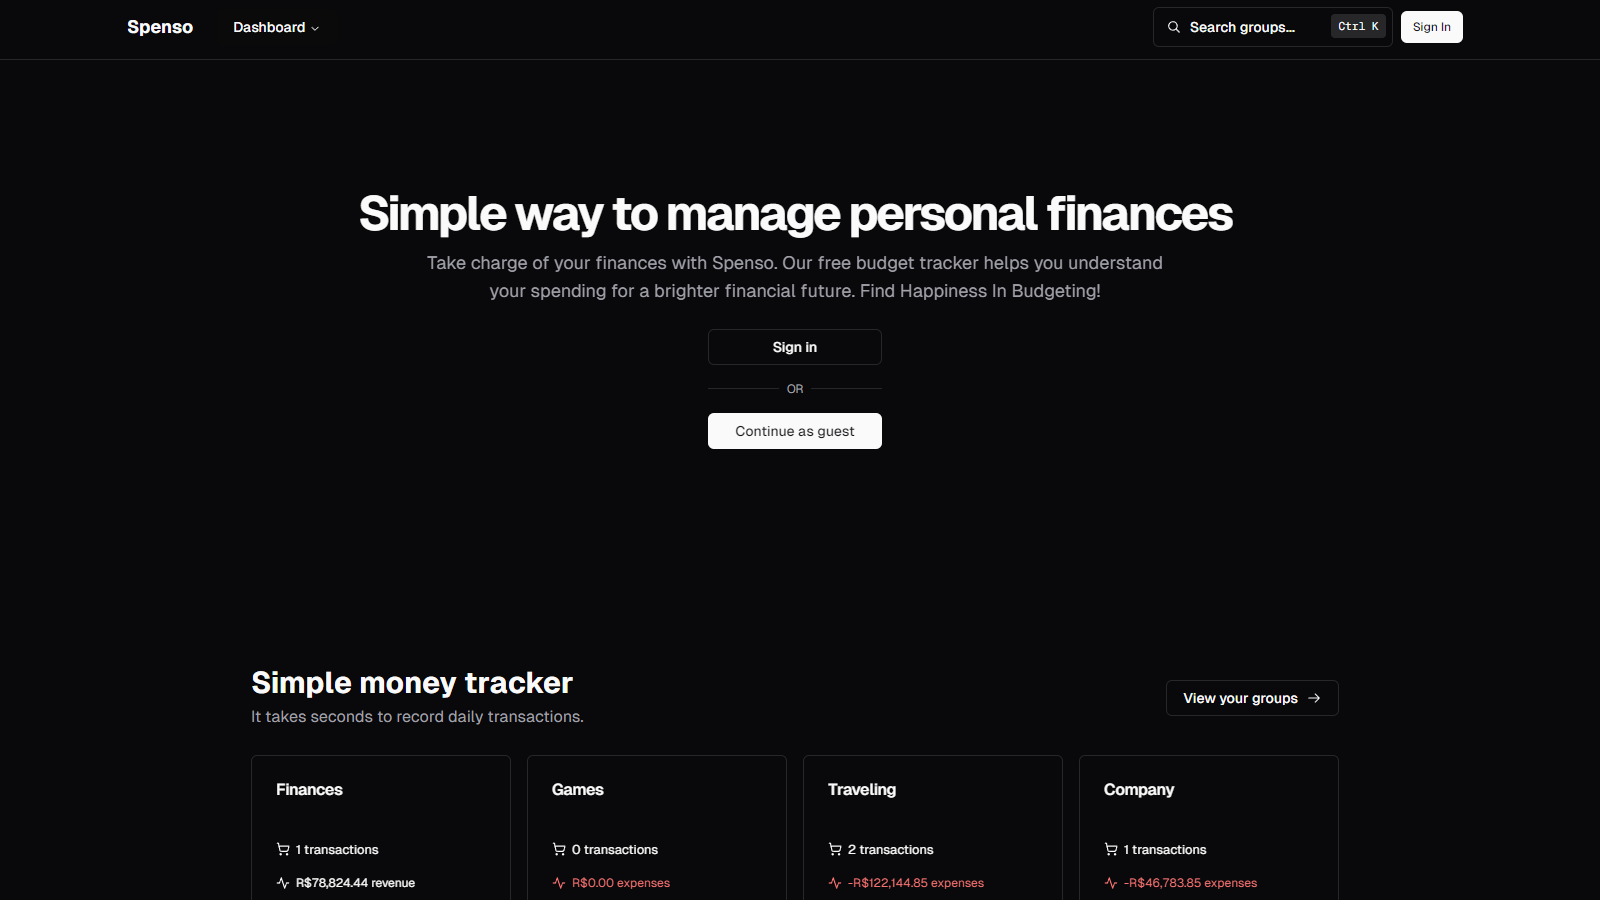 Spenso
Dashboard
Search groups...
Ctrl K
Sign In
Simple way to manage personal finances
Take charge of your finances with Spenso. Our free budget tracker helps you understand
your spending for a brighter financial future. Find Happiness In Budgeting!
Sign in
OR
Continue as guest
Simple money tracker
It takes seconds to record daily transactions.
View your groups
Finances
1 transactions
R$78,824.44 revenue
Games
0 transactions
R$0.00 expenses
Traveling
2 transactions
-R$122,144.85 expenses
Company
1 transactions
-R$46,783.85 expenses